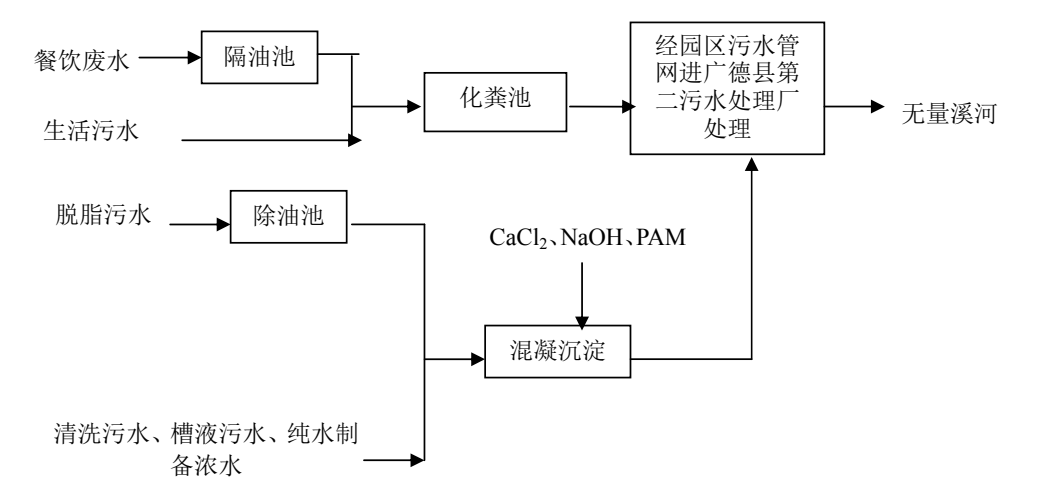 餐饮废水
隔油池
生活污水
化粪池
经园区污水管
网进广德县第
二污水处理厂
处理
无量溪河
脱脂污水
除油池
CaCl₂、NaOH、PAM
混凝沉淀
清洗污水、槽液污水、纯水制
备浓水